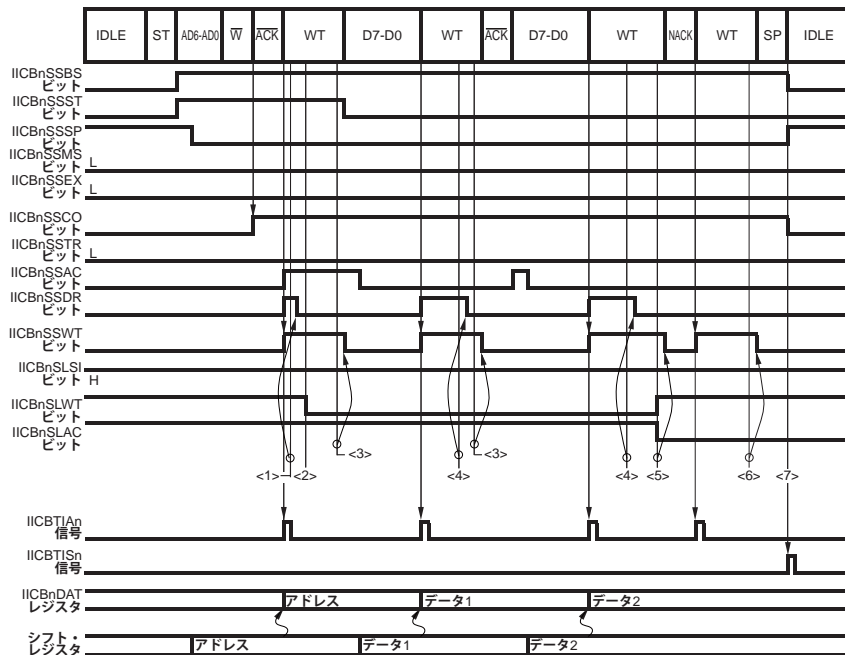 IDLE ST AD6-AD0 W ACK WT D7-D0 WT ACK D7-D0 WT NACK WT SP IDLE
IICBnSSBS
ビット
IICBnSSST
ビット
IICBnSSSP
ビット
IICBnSSMS
ビット L
IICBnSSEX
ビット L
IICBnSSCO
ビット
IICBnSSTR
ビット L
IICBnSSAC
ビット
IICBnSSDR
ビット
IICBnSSWT
ビット
IICBnSLSI
ビット H
IICBnSLWT
ビット
IICBnSLAC
ビット
<3> <3>
<1> <2> <4> <4> <5> <6> <7>
IICBTIAn
信号
IICBTISn
信号
IICBnDAT
レジスタ アドレス データ1 データ2
シフト・
レジスタ アドレス データ1 データ2